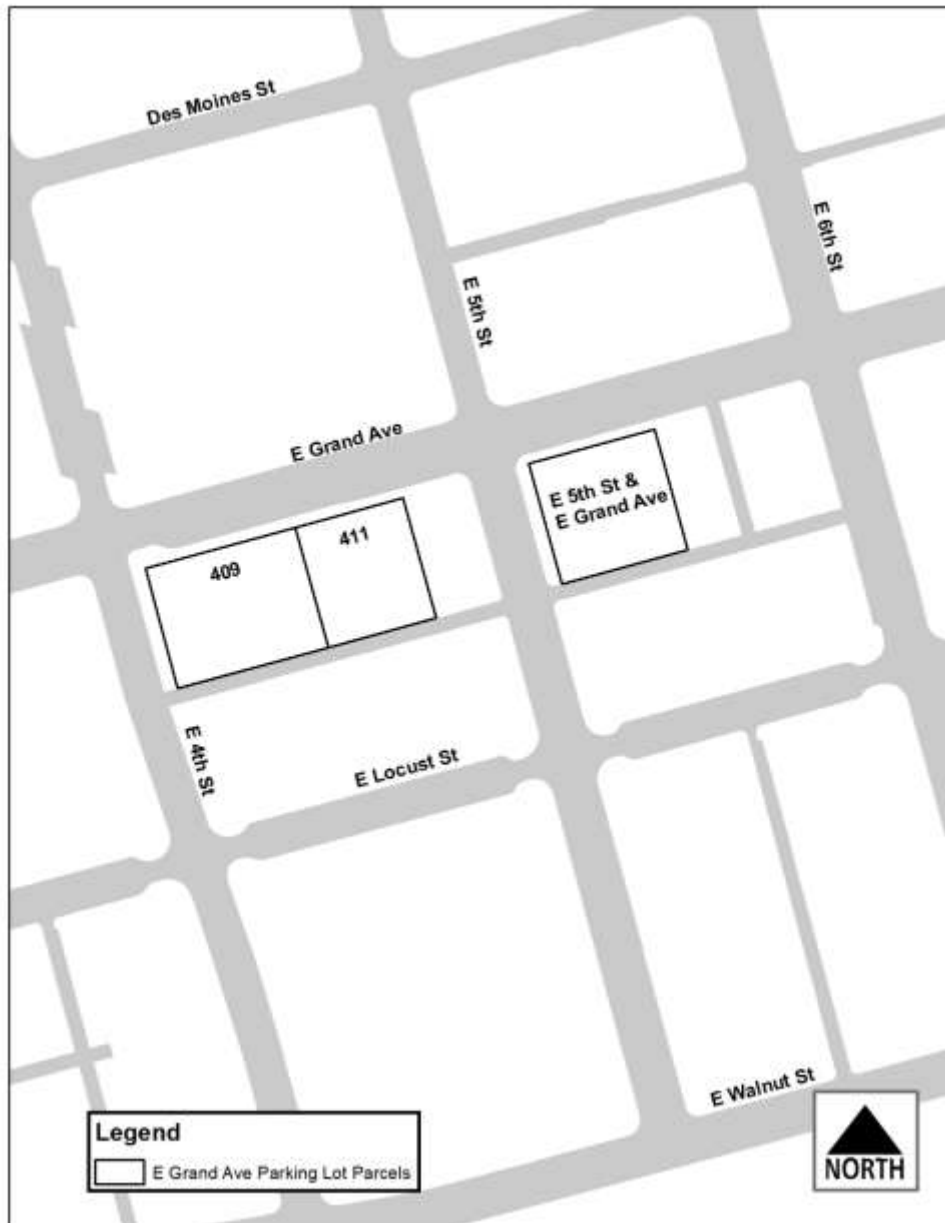 Des Moines St
E 6th St
E 5th St
E Grand Ave
E 5th St &
E Grand Ave
409
411
E 4th St
E Locust St
E Walnut St
Legend
E Grand Ave Parking Lot Parcels
NORTH